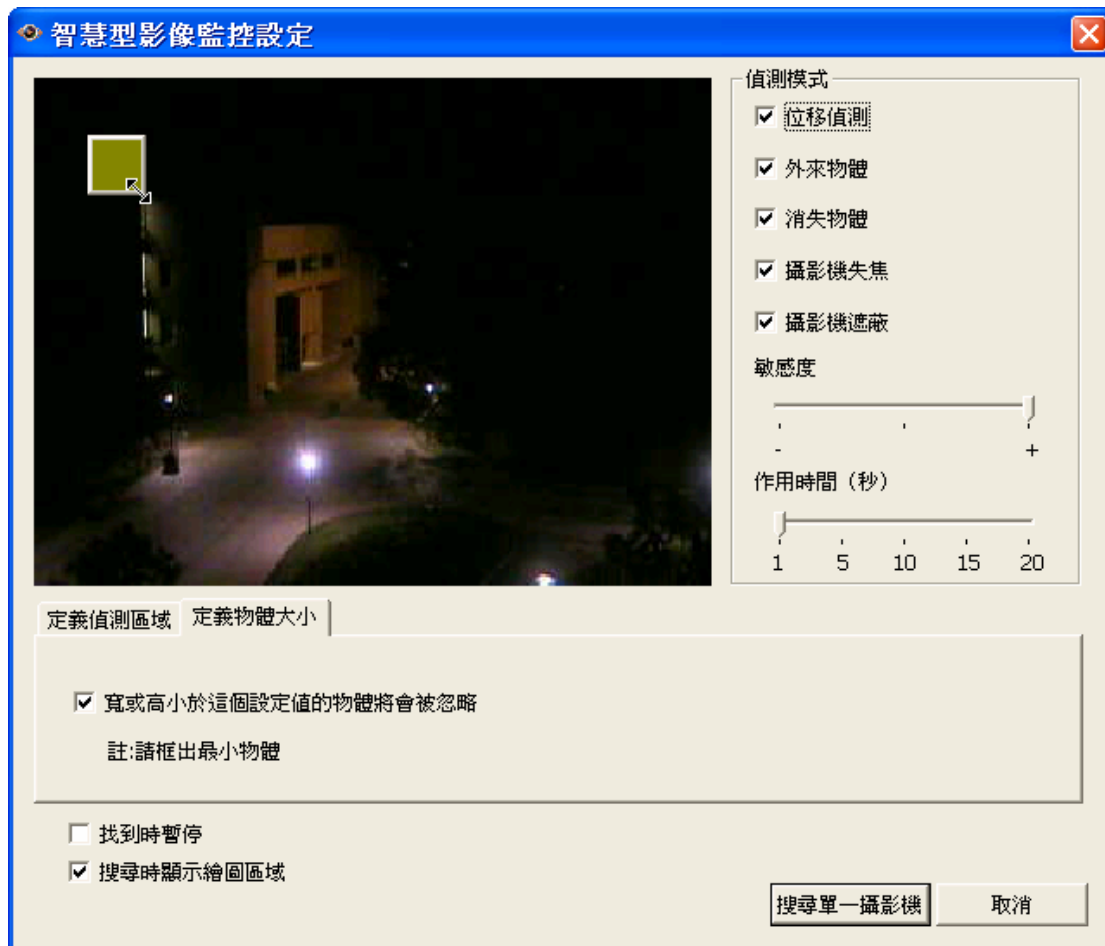 智慧型影像監控設定
偵測模式
位移偵測
外來物體
消失物體
攝影機失焦
攝影機遮蔽
敏感度
- +
作用時間（秒）
1 5 10 15 20
定義偵測區域 定義物體大小
寬或高小於這個設定值的物體將會被忽略
註:請框出最小物體
找到時暫停
搜尋時顯示繪圖區域
搜尋單一攝影機 取消